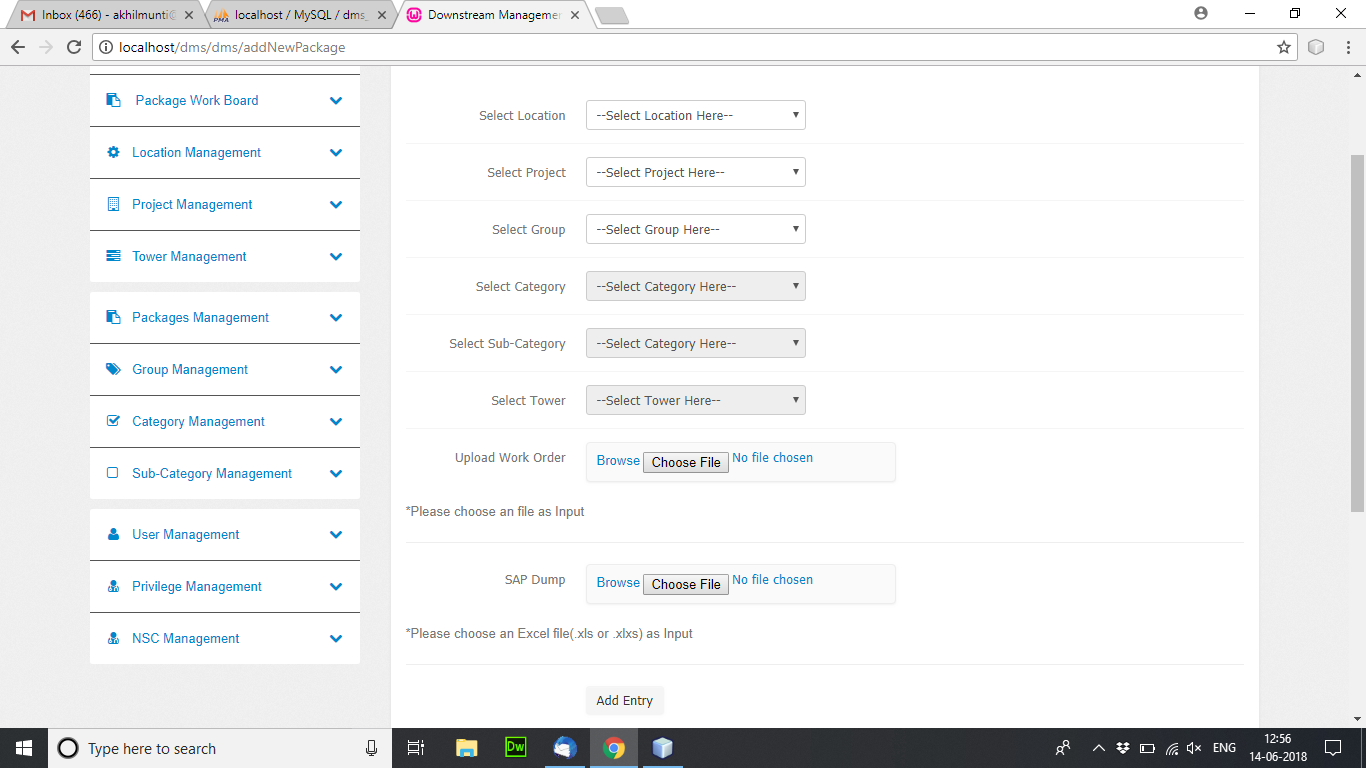 Inbox (466) - akhilmunti@
localhost / MySQL / dms_
Downstream Managemen
localhost/dms/dms/addNewPackage
Package Work Board
Location Management
Project Management
Tower Management
Packages Management
Group Management
Category Management
Sub-Category Management
User Management
Privilege Management
NSC Management
Select Location --Select Location Here--
Select Project --Select Project Here--
Select Group --Select Group Here--
Select Category --Select Category Here--
Select Sub-Category --Select Category Here--
Select Tower --Select Tower Here--
Upload Work Order Browse Choose File No file chosen
*Please choose an file as Input
SAP Dump Browse Choose File No file chosen
*Please choose an Excel file(.xls or .xlxs) as Input
Add Entry
Type here to search
Dw
ENG
12:56
14-06-2018